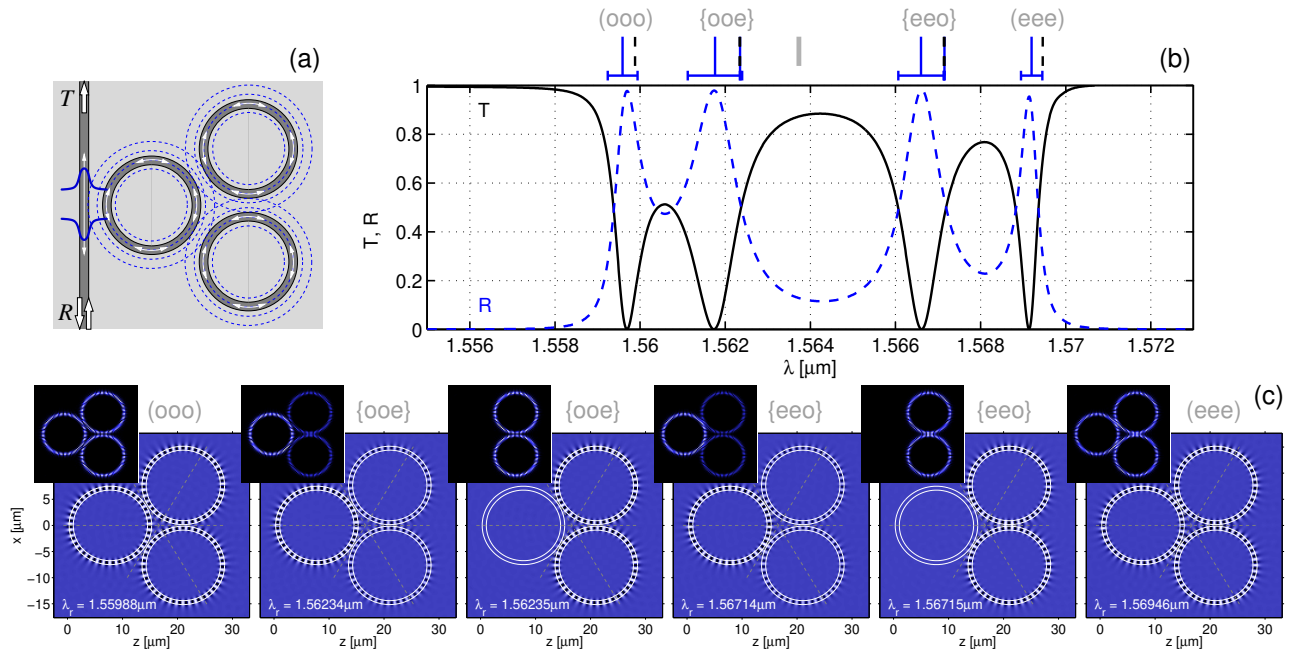 (a)
T
R
(ooo) {ooe} {eeo} (eee)
(b)
T, R
1
0.8
0.6
0.4
0.2
0
T
R
1.556 1.558 1.56 1.562 1.564 1.566 1.568 1.57 1.572
λ [μm]
(c)
(ooo) {ooe} {ooe} {eeo} {eeo} (eee)
x [μm]
5
0
−5
−10
−15
λr = 1.55988μm
λr = 1.56234μm
λr = 1.56235μm
λr = 1.56714μm
λr = 1.56715μm
λr = 1.56946μm
0 10 20 30 0 10 20 30 0 10 20 30 0 10 20 30 0 10 20 30 0 10 20 30
z [μm] z [μm] z [μm] z [μm] z [μm] z [μm]